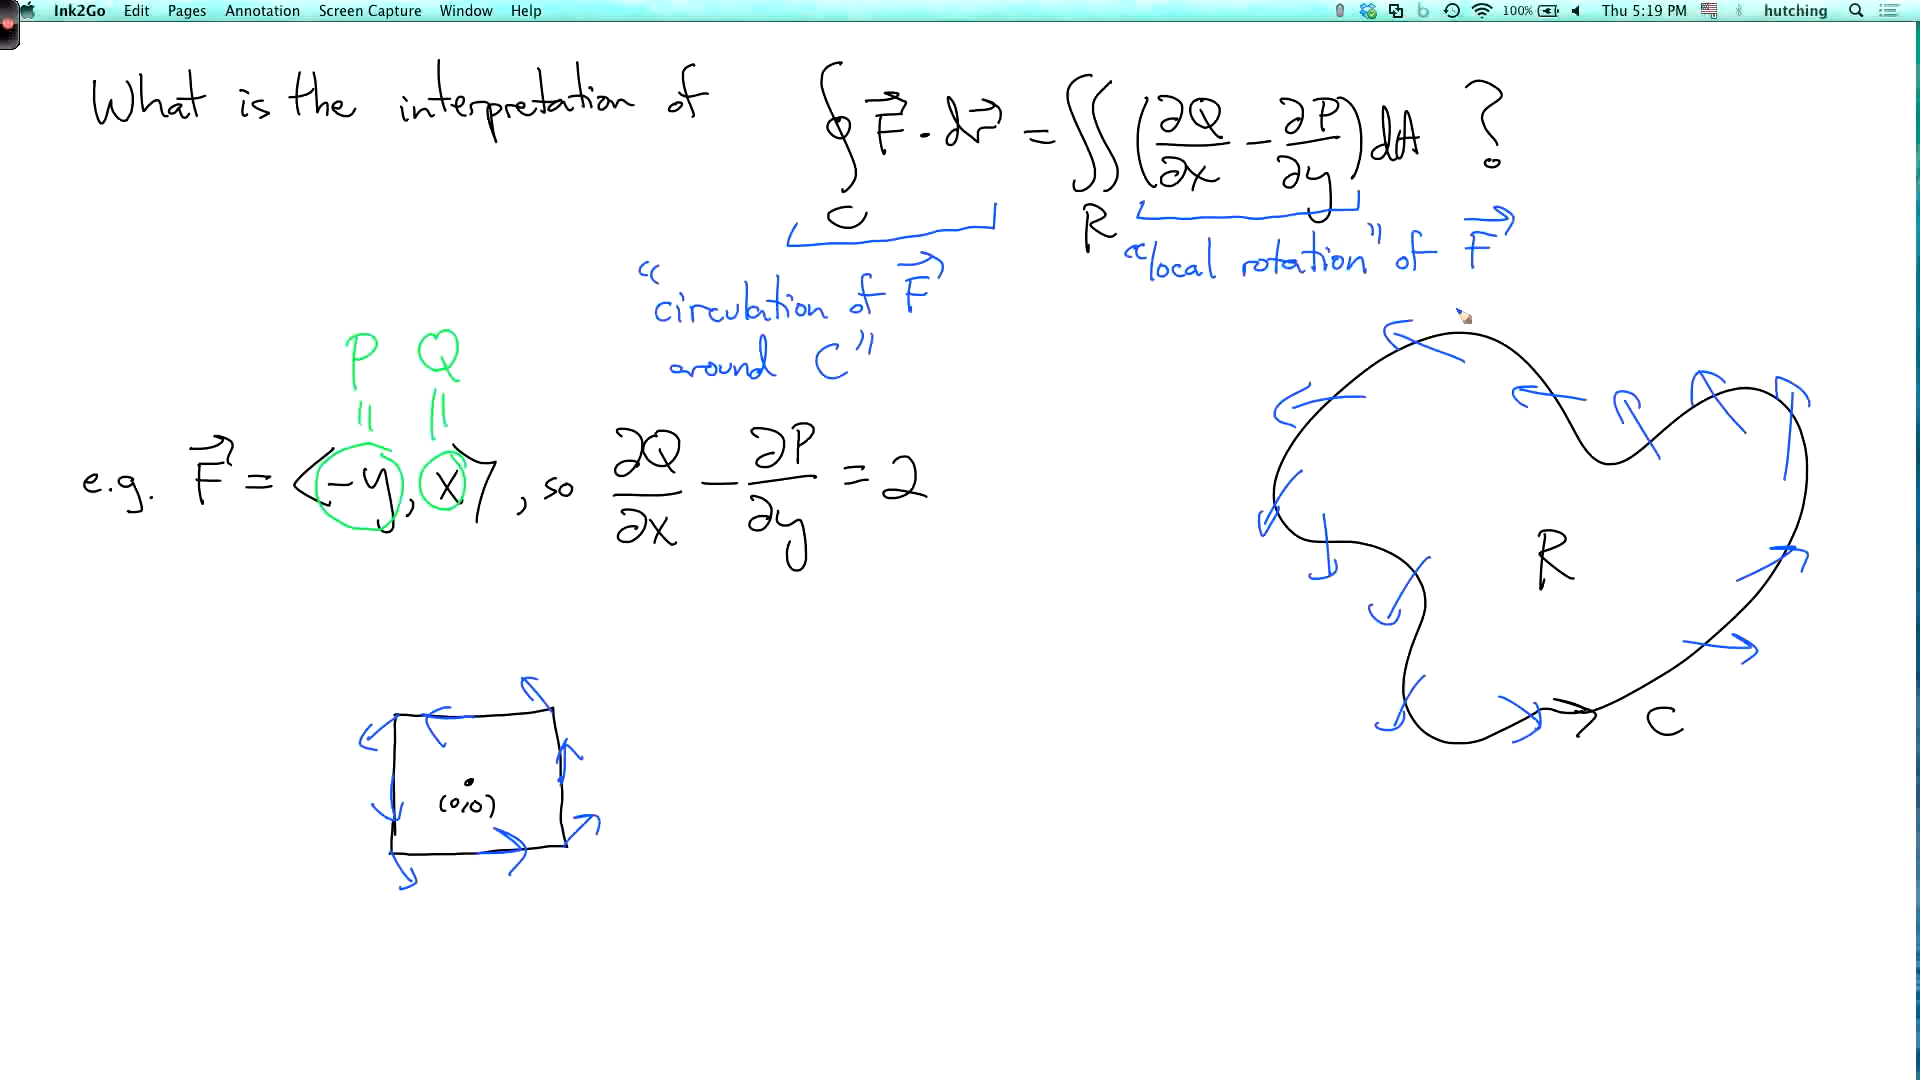 Ink2Go Edit Pages Annotation Screen Capture Window Help 100% Thu 5:19 PM hutching
What is the interpretation of ∮_C F⃗ · dr⃗ = ∬_R (∂Q/∂x − ∂P/∂y) dA ?
"local rotation" of F⃗
"circulation of F⃗
around C"
P Q
= =
e.g. F⃗ = <-y, x>, so ∂Q/∂x − ∂P/∂y = 2
R
C
(0,0)